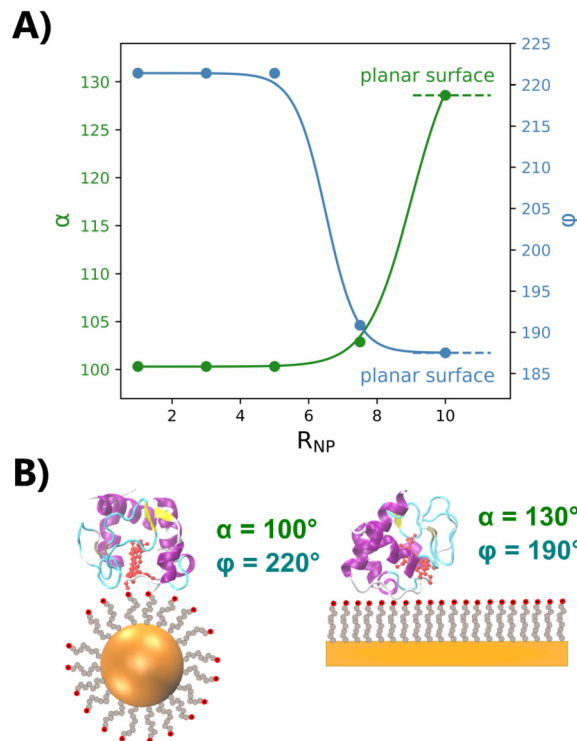 A)
planar surface
planar surface
α
φ
130
125
120
115
110
105
100
225
220
215
210
205
200
195
190
185
2 4 6 8 10
R_NP
B)
α = 100°
φ = 220°
α = 130°
φ = 190°